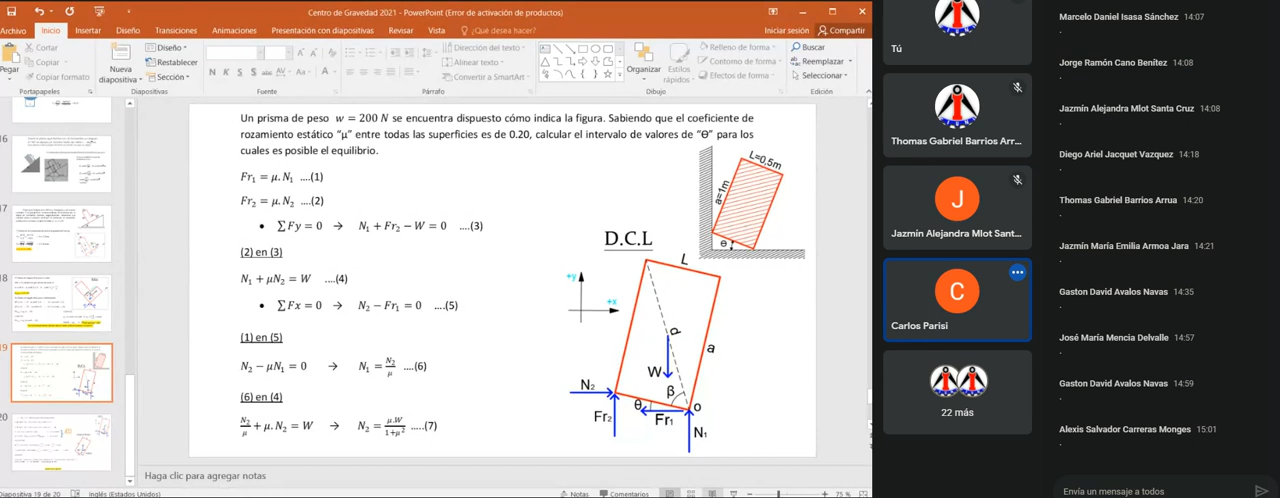 Centro de Gravedad 2021 - PowerPoint (Error de activación de productos)
Archivo Inicio Insertar Diseño Transiciones Animaciones Presentación con diapositivas Revisar Vista ¿Qué desea hacer? Iniciar sesión Compartir
Pegar
Cortar
Copiar
Copiar formato
Portapapeles
Nueva diapositiva
Diseño
Restablecer
Sección
Diapositivas
N K S S abc AV Aa A
Fuente
Dirección del texto
Alinear texto
Convertir a SmartArt
Párrafo
Organizar
Estilos rápidos
Relleno de forma
Contorno de forma
Efectos de forma
Dibujo
Buscar
Reemplazar
Seleccionar
Edición
16
17
18
19
20
Un prisma de peso w = 200 N se encuentra dispuesto cómo indica la figura. Sabiendo que el coeficiente de
rozamiento estático "μ" entre todas las superficies es de 0.20, calcular el intervalo de valores de "Ɵ" para los
cuales es posible el equilibrio.
Fr₁ = μ.N₁ ....(1)
Fr₂ = μ.N₂ ....(2)
• ∑Fy = 0 → N₁ + Fr₂ − W = 0 ....(3)
(2) en (3)
N₁ + μN₂ = W ....(4)
• ∑Fx = 0 → N₂ − Fr₁ = 0 ....(5)
(1) en (5)
N₂ − μN₁ = 0 → N₁ = N₂/μ ....(6)
(6) en (4)
N₂/μ + μ.N₂ = W → N₂ = μ.W/1+μ² .....(7)
L=0,5m
a=1m
Ɵ
D.C.L
+y
+x
L
d
a
W
β
N₂
θ
o
Fr₂
Fr₁
N₁
Haga clic para agregar notas
Diapositiva 19 de 20 Inglés (Estados Unidos) Notas Comentarios 75 %
Tú
Thomas Gabriel Barrios Arr...
J
Jazmín Alejandra Mlot Sant...
C
Carlos Parisi
22 más
Marcelo Daniel Isasa Sánchez 14:07
.
Jorge Ramón Cano Benítez 14:08
.
Jazmín Alejandra Mlot Santa Cruz 14:08
.
Diego Ariel Jacquet Vazquez 14:18
.
Thomas Gabriel Barrios Arrua 14:20
.
Jazmín María Emilia Armoa Jara 14:21
.
Gaston David Avalos Navas 14:35
.
José María Mencia Delvalle 14:57
.
Gaston David Avalos Navas 14:59
.
Alexis Salvador Carreras Monges 15:01
.
Envía un mensaje a todos